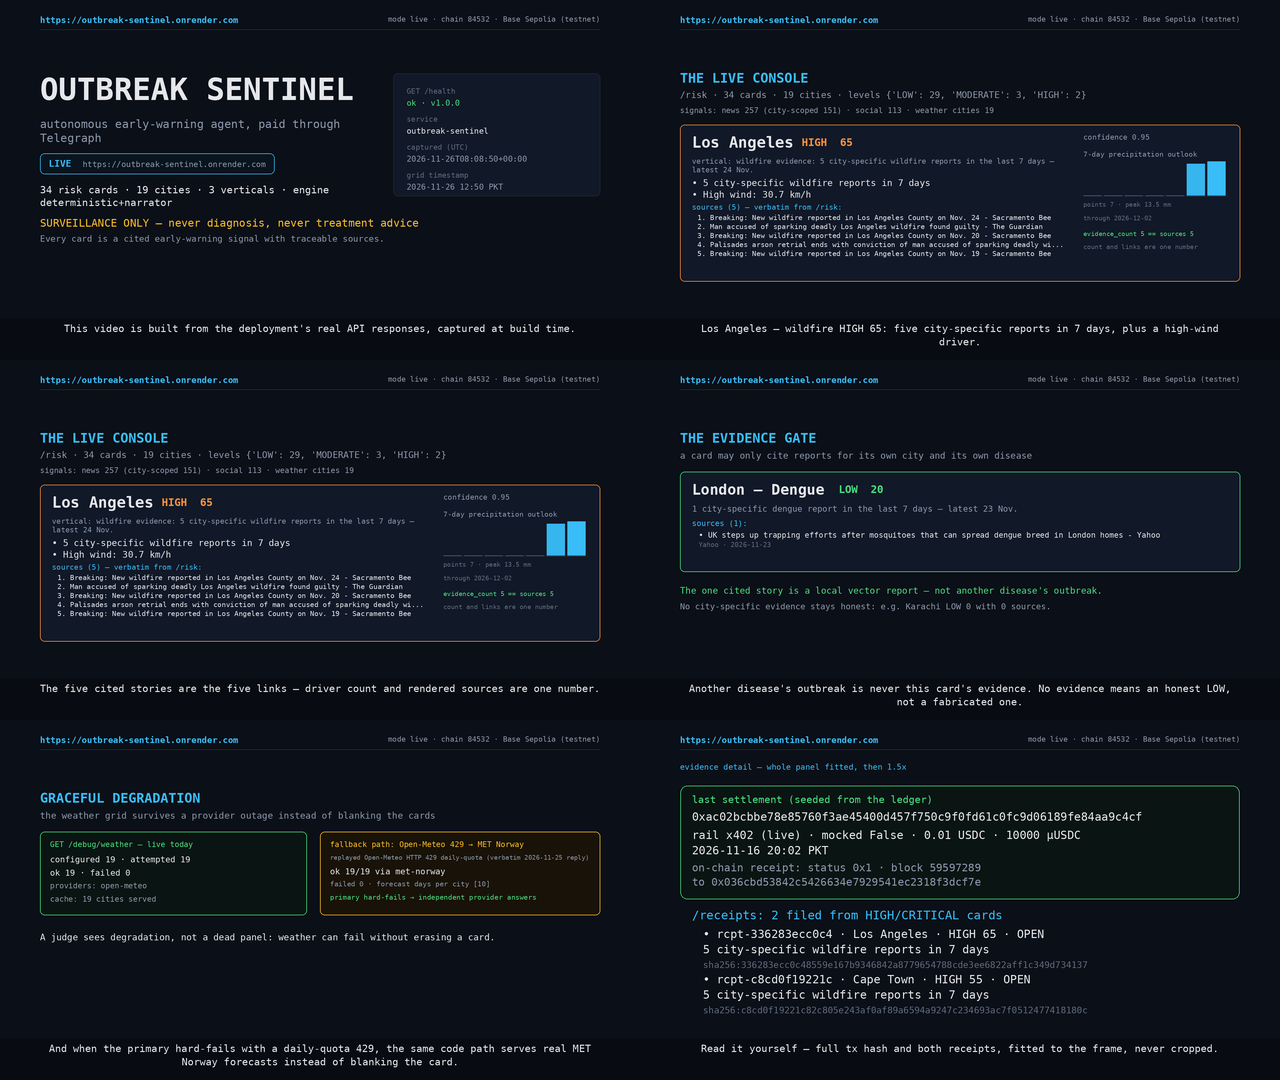 https://outbreak-sentinel.onrender.com
mode live · chain 84532 · Base Sepolia (testnet)
OUTBREAK SENTINEL
autonomous early-warning agent, paid through
Telegraph
LIVE https://outbreak-sentinel.onrender.com
34 risk cards · 19 cities · 3 verticals · engine
deterministic+narrator
SURVEILLANCE ONLY — never diagnosis, never treatment advice
Every card is a cited early-warning signal with traceable sources.
GET /health
ok · v1.0.0
service
outbreak-sentinel
captured (UTC)
2026-11-26T08:08:50+00:00
grid timestamp
2026-11-26 12:50 PKT
This video is built from the deployment's real API responses, captured at build time.
https://outbreak-sentinel.onrender.com
mode live · chain 84532 · Base Sepolia (testnet)
THE LIVE CONSOLE
/risk · 34 cards · 19 cities · levels {'LOW': 29, 'MODERATE': 3, 'HIGH': 2}
signals: news 257 (city-scoped 151) · social 113 · weather cities 19
Los Angeles HIGH 65
vertical: wildfire evidence: 5 city-specific wildfire reports in the last 7 days —
latest 24 Nov.
• 5 city-specific wildfire reports in 7 days
• High wind: 30.7 km/h
sources (5) — verbatim from /risk:
1. Breaking: New wildfire reported in Los Angeles County on Nov. 24 - Sacramento Bee
2. Man accused of sparking deadly Los Angeles wildfire found guilty - The Guardian
3. Breaking: New wildfire reported in Los Angeles County on Nov. 20 - Sacramento Bee
4. Palisades arson retrial ends with conviction of man accused of sparking deadly wi...
5. Breaking: New wildfire reported in Los Angeles County on Nov. 19 - Sacramento Bee
confidence 0.95
7-day precipitation outlook
points 7 · peak 13.5 mm
through 2026-12-02
evidence_count 5 == sources 5
count and links are one number
Los Angeles — wildfire HIGH 65: five city-specific reports in 7 days, plus a high-wind
driver.
https://outbreak-sentinel.onrender.com
mode live · chain 84532 · Base Sepolia (testnet)
THE LIVE CONSOLE
/risk · 34 cards · 19 cities · levels {'LOW': 29, 'MODERATE': 3, 'HIGH': 2}
signals: news 257 (city-scoped 151) · social 113 · weather cities 19
Los Angeles HIGH 65
vertical: wildfire evidence: 5 city-specific wildfire reports in the last 7 days —
latest 24 Nov.
• 5 city-specific wildfire reports in 7 days
• High wind: 30.7 km/h
sources (5) — verbatim from /risk:
1. Breaking: New wildfire reported in Los Angeles County on Nov. 24 - Sacramento Bee
2. Man accused of sparking deadly Los Angeles wildfire found guilty - The Guardian
3. Breaking: New wildfire reported in Los Angeles County on Nov. 20 - Sacramento Bee
4. Palisades arson retrial ends with conviction of man accused of sparking deadly wi...
5. Breaking: New wildfire reported in Los Angeles County on Nov. 19 - Sacramento Bee
confidence 0.95
7-day precipitation outlook
points 7 · peak 13.5 mm
through 2026-12-02
evidence_count 5 == sources 5
count and links are one number
The five cited stories are the five links — driver count and rendered sources are one number.
https://outbreak-sentinel.onrender.com
mode live · chain 84532 · Base Sepolia (testnet)
THE EVIDENCE GATE
a card may only cite reports for its own city and its own disease
London — Dengue LOW 20
1 city-specific dengue report in the last 7 days — latest 23 Nov.
sources (1):
• UK steps up trapping efforts after mosquitoes that can spread dengue breed in London homes - Yahoo
Yahoo · 2026-11-23
The one cited story is a local vector report — not another disease's outbreak.
No city-specific evidence stays honest: e.g. Karachi LOW 0 with 0 sources.
Another disease's outbreak is never this card's evidence. No evidence means an honest LOW,
not a fabricated one.
https://outbreak-sentinel.onrender.com
mode live · chain 84532 · Base Sepolia (testnet)
GRACEFUL DEGRADATION
the weather grid survives a provider outage instead of blanking the cards
GET /debug/weather — live today
configured 19 · attempted 19
ok 19 · failed 0
providers: open-meteo
cache: 19 cities served
fallback path: Open-Meteo 429 → MET Norway
replayed Open-Meteo HTTP 429 daily-quota (verbatim 2026-11-25 reply)
ok 19/19 via met-norway
failed 0 · forecast days per city [10]
primary hard-fails → independent provider answers
A judge sees degradation, not a dead panel: weather can fail without erasing a card.
And when the primary hard-fails with a daily-quota 429, the same code path serves real MET
Norway forecasts instead of blanking the card.
https://outbreak-sentinel.onrender.com
mode live · chain 84532 · Base Sepolia (testnet)
evidence detail — whole panel fitted, then 1.5x
last settlement (seeded from the ledger)
0xac02bcbbe78e85760f3ae45400d457f750c9f0fd61c0fc9d06189fe84aa9c4cf
rail x402 (live) · mocked False · 0.01 USDC · 10000 µUSDC
2026-11-16 20:02 PKT
on-chain receipt: status 0x1 · block 59597289
to 0x036cbd53842c5426634e7929541ec2318f3dcf7e
/receipts: 2 filed from HIGH/CRITICAL cards
• rcpt-336283ecc0c4 · Los Angeles · HIGH 65 · OPEN
5 city-specific wildfire reports in 7 days
sha256:336283ecc0c48559e167b9346842a8779654788cde3ee6822aff1c349d734137
• rcpt-c8cd0f19221c · Cape Town · HIGH 55 · OPEN
5 city-specific wildfire reports in 7 days
sha256:c8cd0f19221c82c805e243af0af89a6594a9247c234693ac7f0512477418180c
Read it yourself — full tx hash and both receipts, fitted to the frame, never cropped.